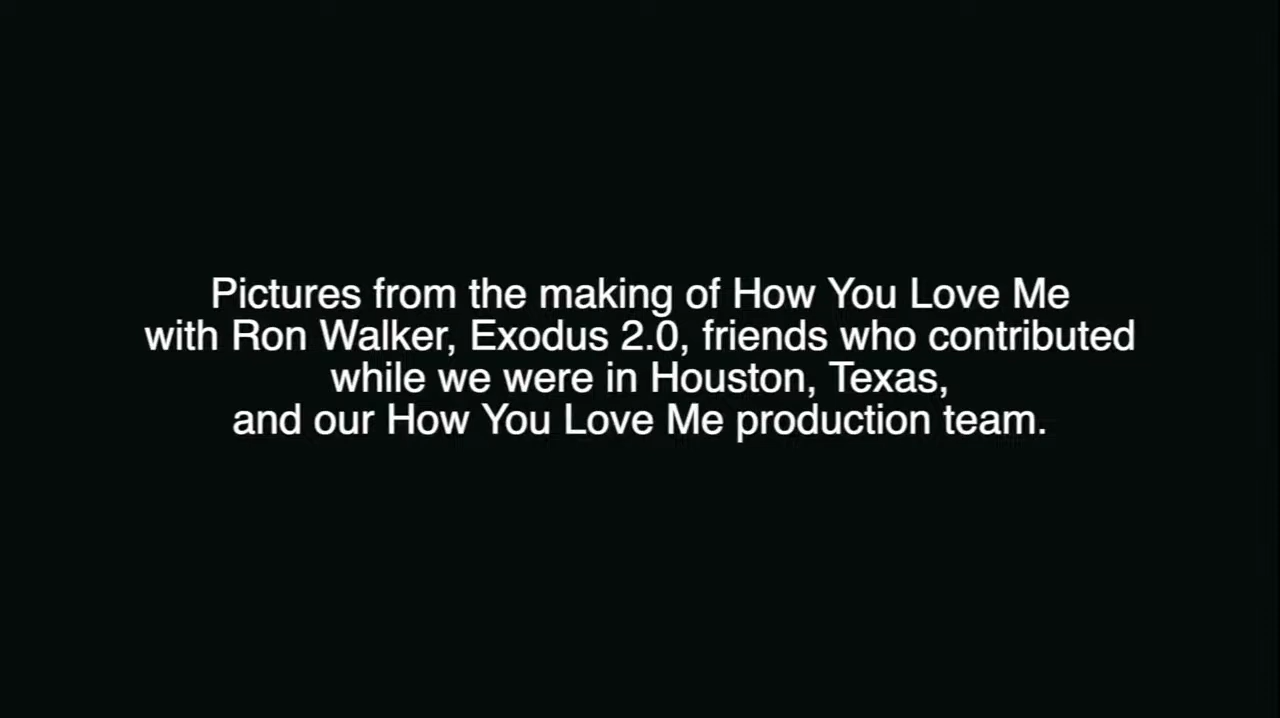 Pictures from the making of How You Love Me
with Ron Walker, Exodus 2.0, friends who contributed
while we were in Houston, Texas,
and our How You Love Me production team.